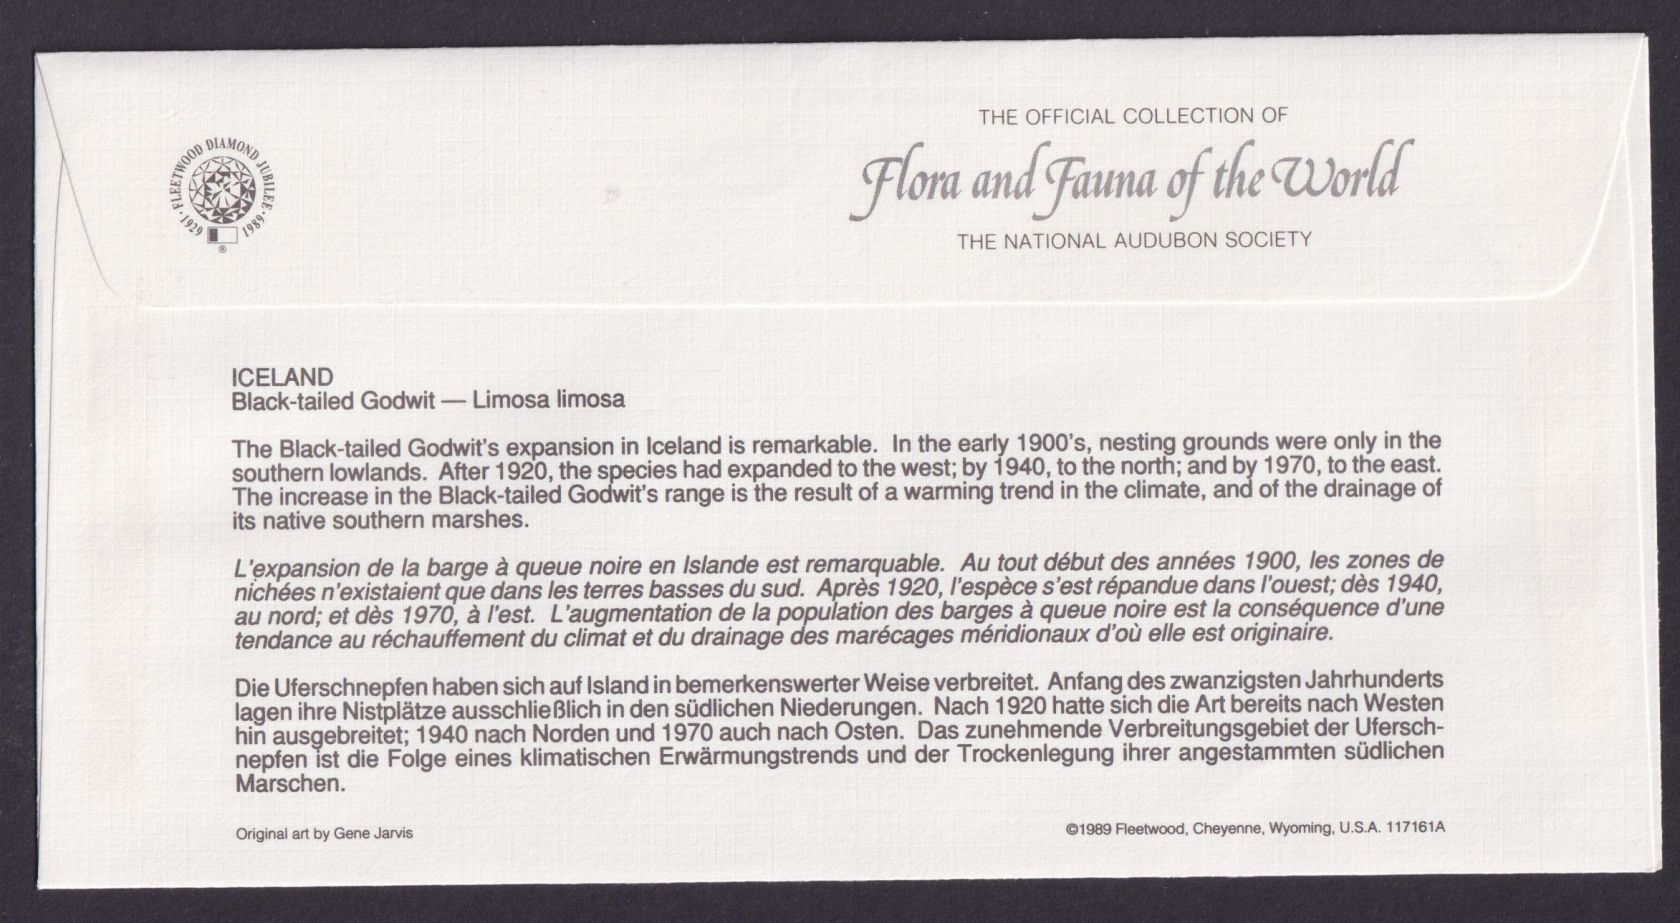 FLEETWOOD DIAMOND JUBILEE · 1929 1989 ·
®
THE OFFICIAL COLLECTION OF
Flora and Fauna of the World
THE NATIONAL AUDUBON SOCIETY
ICELAND
Black-tailed Godwit — Limosa limosa
The Black-tailed Godwit's expansion in Iceland is remarkable. In the early 1900's, nesting grounds were only in the
southern lowlands. After 1920, the species had expanded to the west; by 1940, to the north; and by 1970, to the east.
The increase in the Black-tailed Godwit's range is the result of a warming trend in the climate, and of the drainage of
its native southern marshes.
L'expansion de la barge à queue noire en Islande est remarquable. Au tout début des années 1900, les zones de
nichées n'existaient que dans les terres basses du sud. Après 1920, l'espèce s'est répandue dans l'ouest; dès 1940,
au nord; et dès 1970, à l'est. L'augmentation de la population des barges à queue noire est la conséquence d'une
tendance au réchauffement du climat et du drainage des marécages méridionaux d'où elle est originaire.
Die Uferschnepfen haben sich auf Island in bemerkenswerter Weise verbreitet. Anfang des zwanzigsten Jahrhunderts
lagen ihre Nistplätze ausschließlich in den südlichen Niederungen. Nach 1920 hatte sich die Art bereits nach Westen
hin ausgebreitet; 1940 nach Norden und 1970 auch nach Osten. Das zunehmende Verbreitungsgebiet der Ufersch-
nepfen ist die Folge eines klimatischen Erwärmungstrends und der Trockenlegung ihrer angestammten südlichen
Marschen.
Original art by Gene Jarvis
©1989 Fleetwood, Cheyenne, Wyoming, U.S.A. 117161A